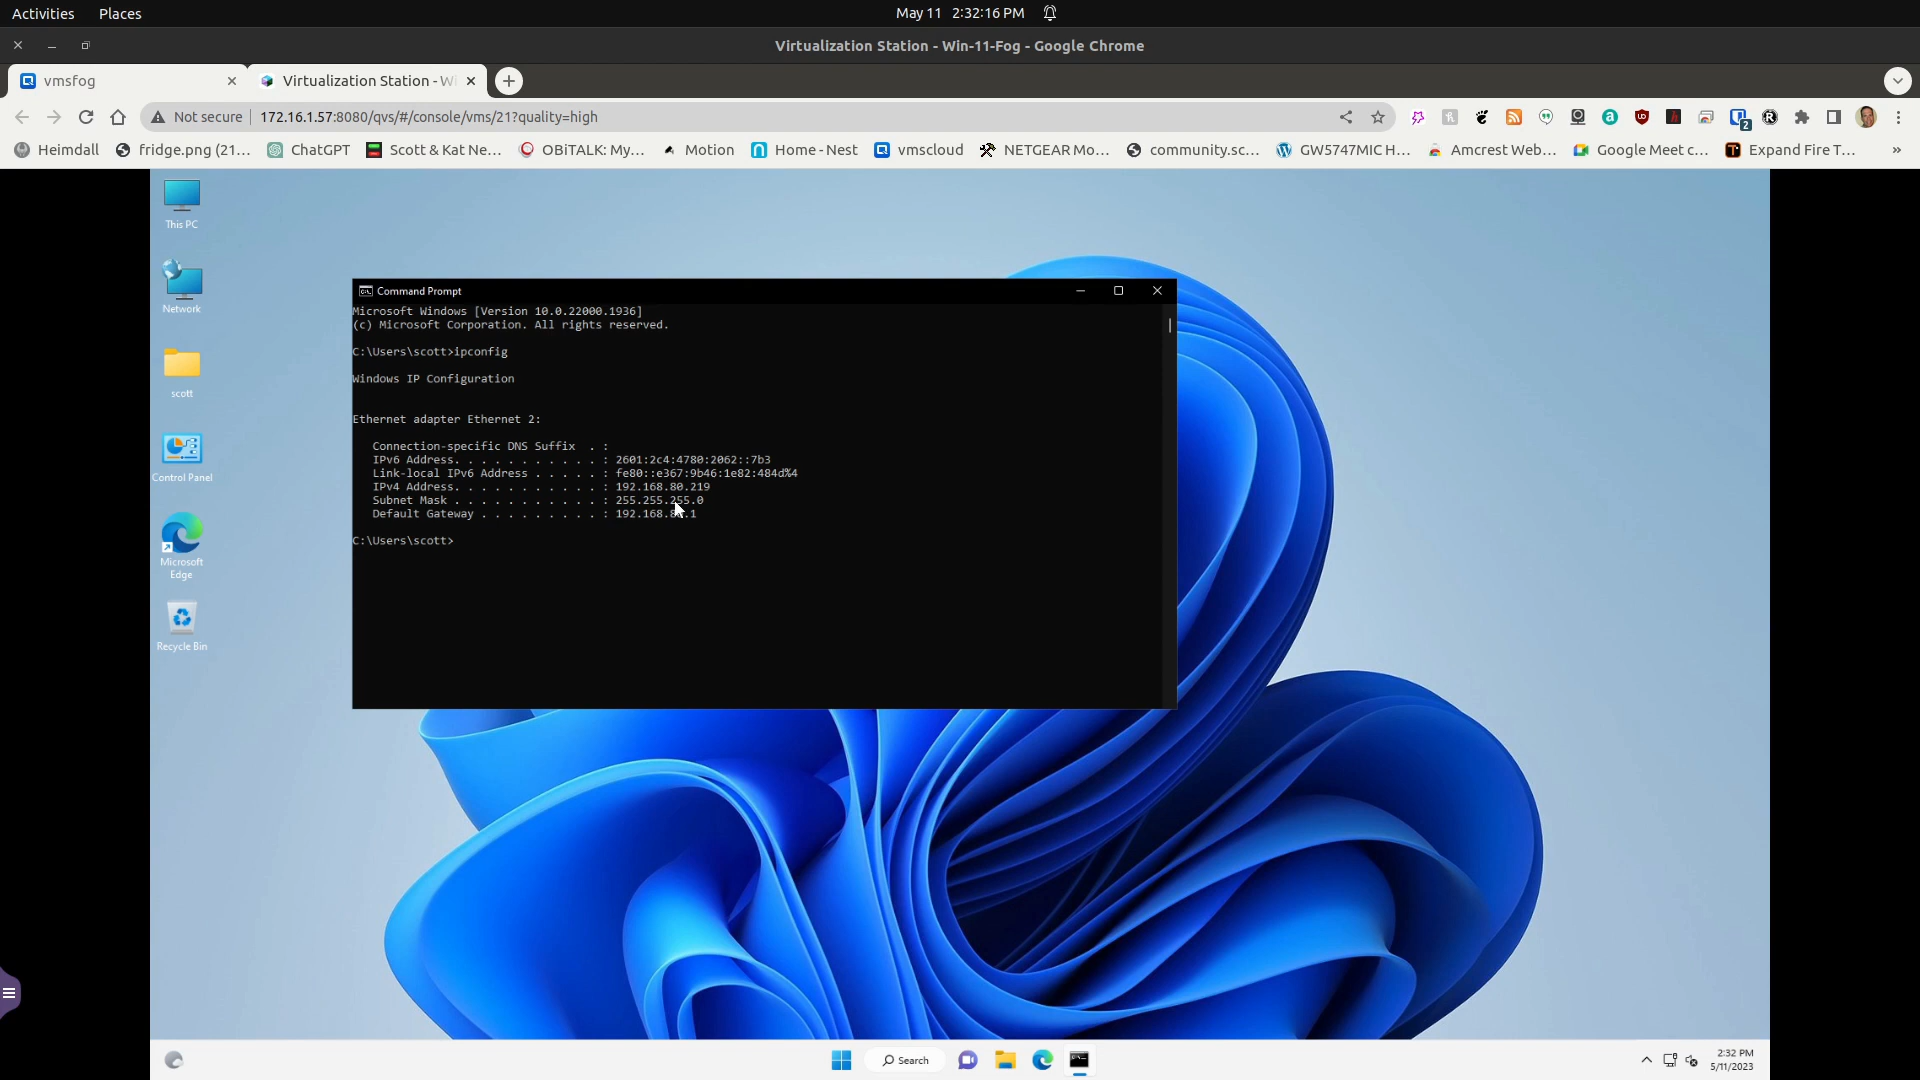 Activities Places May 11 2:32:16 PM
Virtualization Station - Win-11-Fog - Google Chrome
vmsfog Virtualization Station - Wi
Not secure 172.16.1.57:8080/qvs/#/console/vms/21?quality=high
2
Heimdall fridge.png (21... ChatGPT Scott & Kat Ne... OBiTALK: My... Motion Home - Nest vmscloud NETGEAR Mo... community.sc... GW5747MIC H... Amcrest Web... Google Meet c... Expand Fire T... »
This PC
Network
scott
Control Panel
Microsoft
Edge
Recycle Bin
Command Prompt
Microsoft Windows [Version 10.0.22000.1936]
(c) Microsoft Corporation. All rights reserved.
C:\Users\scott>ipconfig
Windows IP Configuration
Ethernet adapter Ethernet 2:
Connection-specific DNS Suffix . :
IPv6 Address. . . . . . . . . . . : 2601:2c4:4780:2062::7b3
Link-local IPv6 Address . . . . . : fe80::e367:9b46:1e82:484d%4
IPv4 Address. . . . . . . . . . . : 192.168.80.219
Subnet Mask . . . . . . . . . . . : 255.255.255.0
Default Gateway . . . . . . . . . :
C:\Users\scott>
Search
2:32 PM
5/11/2023